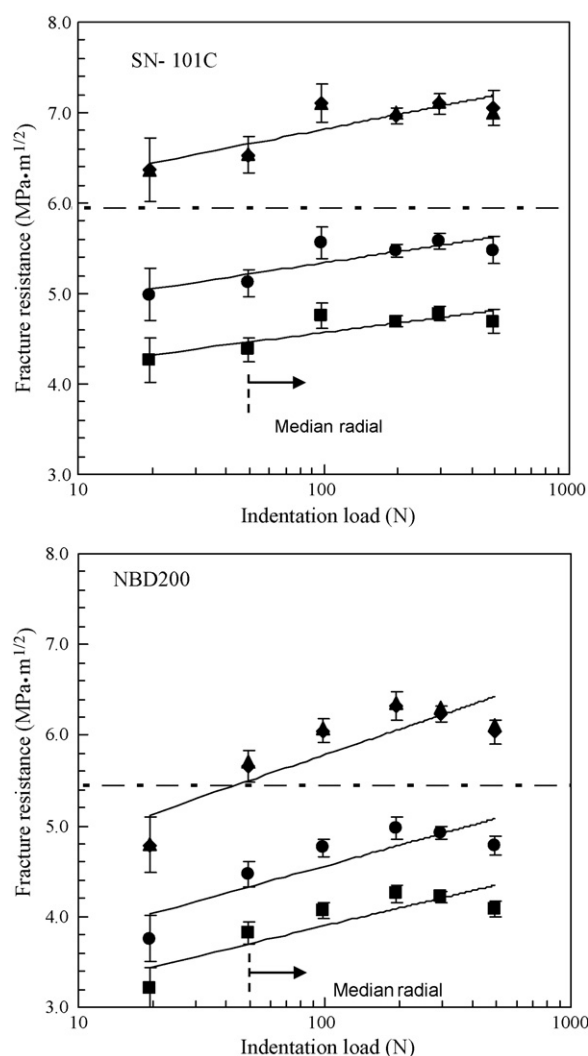 SN- 101C
8.0
7.0
6.0
5.0
4.0
3.0
Fracture resistance (MPa•m1/2)
Median radial
10
100
1000
Indentation load (N)
NBD200
8.0
7.0
6.0
5.0
4.0
3.0
Fracture resistance (MPa•m1/2)
Median radial
10
100
1000
Indentation load (N)